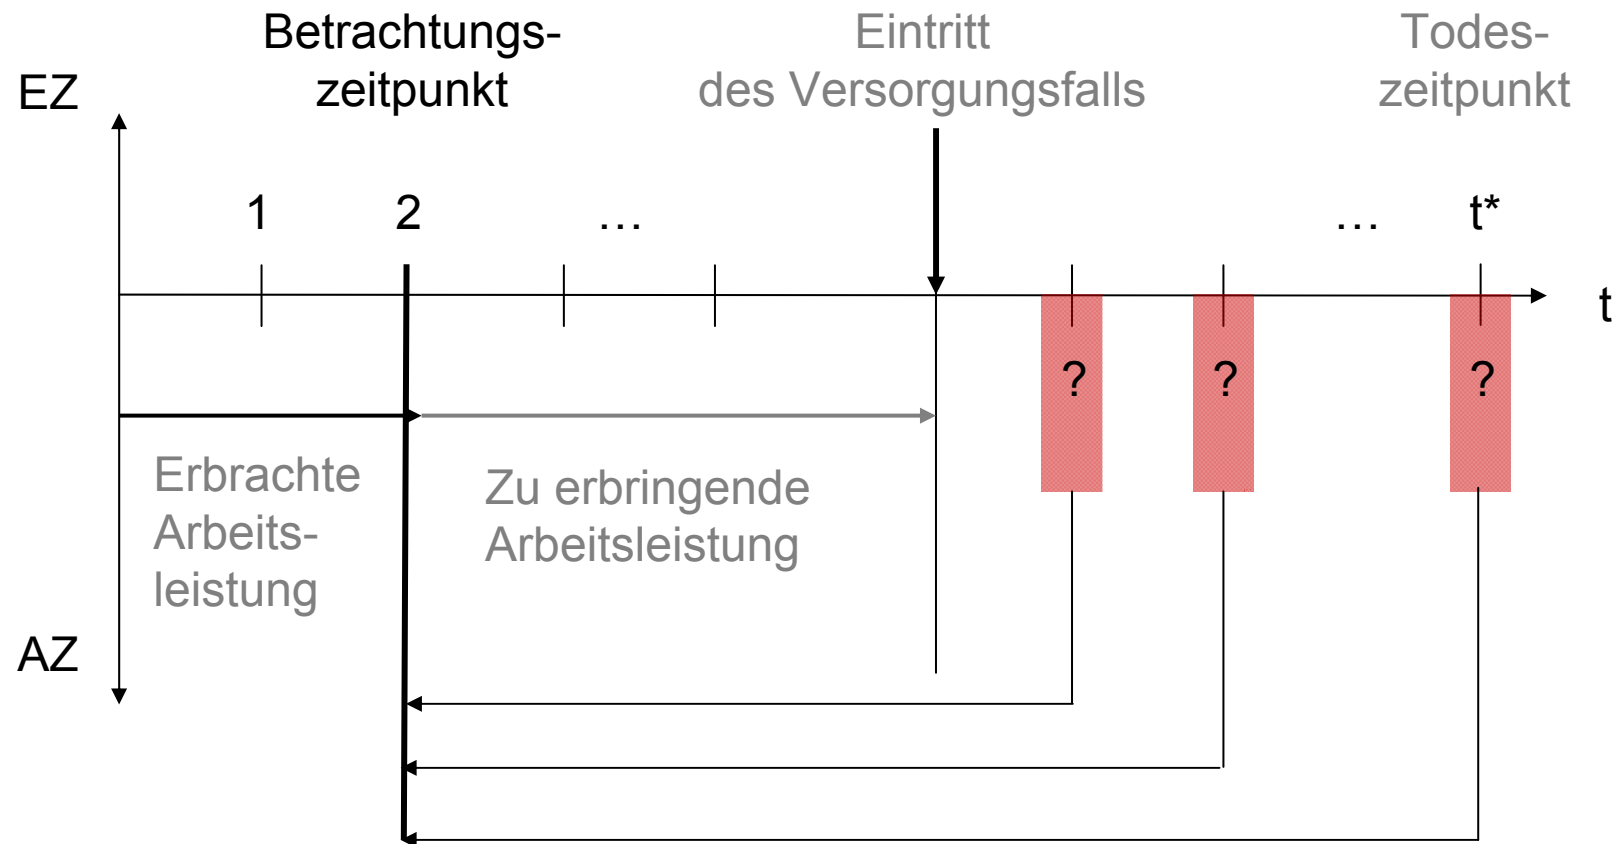 Betrachtungs-
zeitpunkt
Eintritt
des Versorgungsfalls
Todes-
zeitpunkt
EZ
1
2
…
…
t*
t
?
?
?
Erbrachte
Arbeits-
leistung
Zu erbringende
Arbeitsleistung
AZ